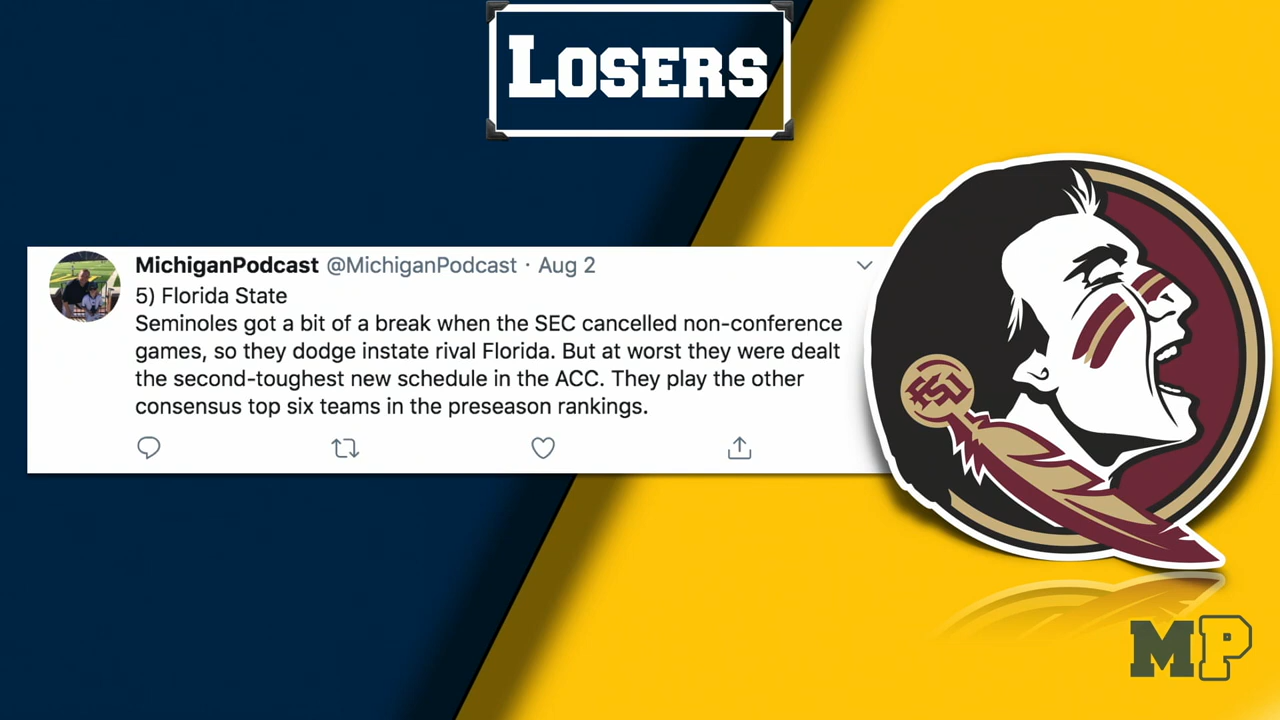 LOSERS
MichiganPodcast @MichiganPodcast · Aug 2
5) Florida State
Seminoles got a bit of a break when the SEC cancelled non-conference
games, so they dodge instate rival Florida. But at worst they were dealt
the second-toughest new schedule in the ACC. They play the other
consensus top six teams in the preseason rankings.
FSU
MP